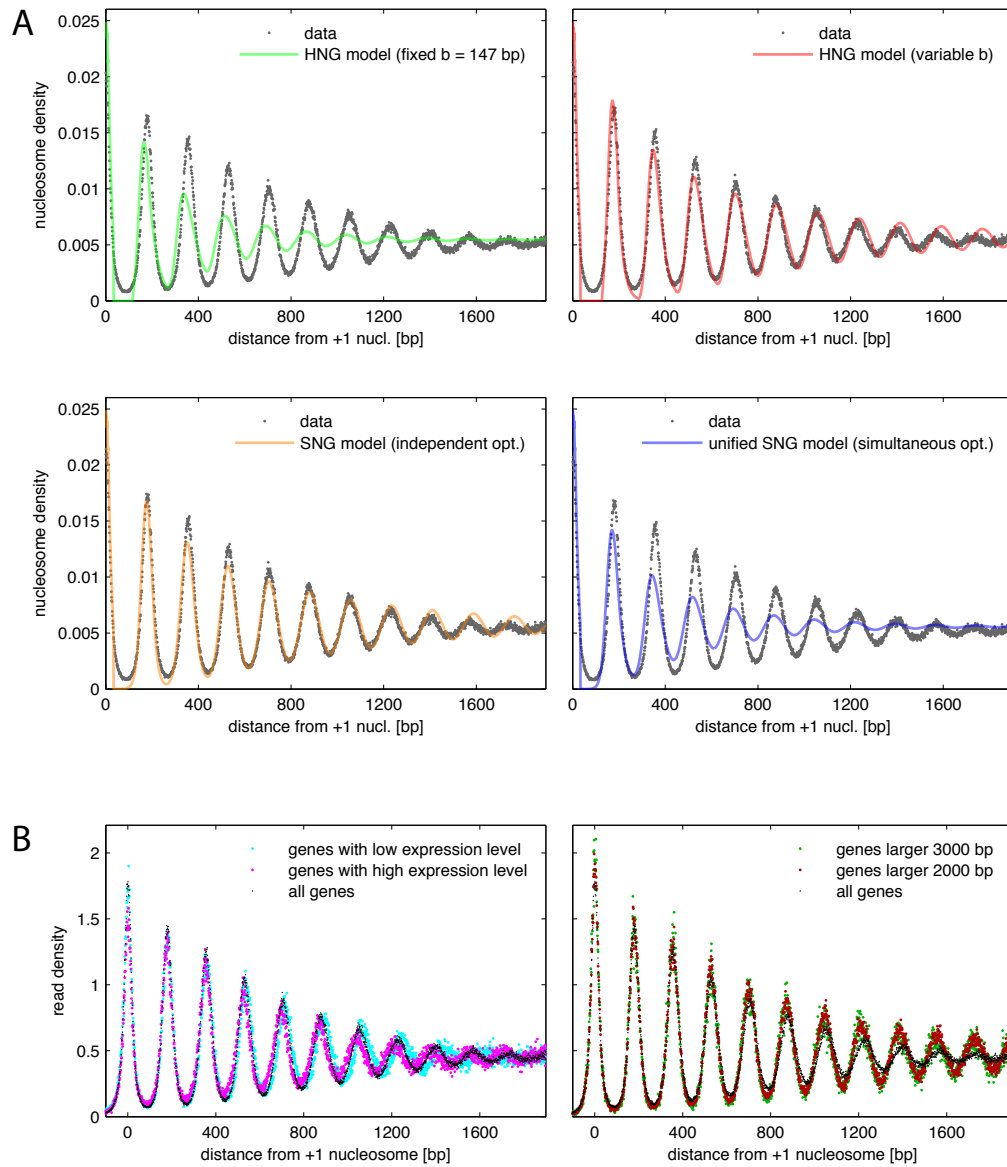 A
data
HNG model (fixed b = 147 bp)
0.025
0.02
0.015
0.01
0.005
0
nucleosome density
0 400 800 1200 1600
distance from +1 nucl. [bp]
data
HNG model (variable b)
0 400 800 1200 1600
distance from +1 nucl. [bp]
data
SNG model (independent opt.)
0.025
0.02
0.015
0.01
0.005
0
nucleosome density
0 400 800 1200 1600
distance from +1 nucl. [bp]
data
unified SNG model (simultaneous opt.)
0 400 800 1200 1600
distance from +1 nucl. [bp]
B
genes with low expression level
genes with high expression level
all genes
2
1.5
1
0.5
0
read density
0 400 800 1200 1600
distance from +1 nucleosome [bp]
genes larger 3000 bp
genes larger 2000 bp
all genes
0 400 800 1200 1600
distance from +1 nucleosome [bp]